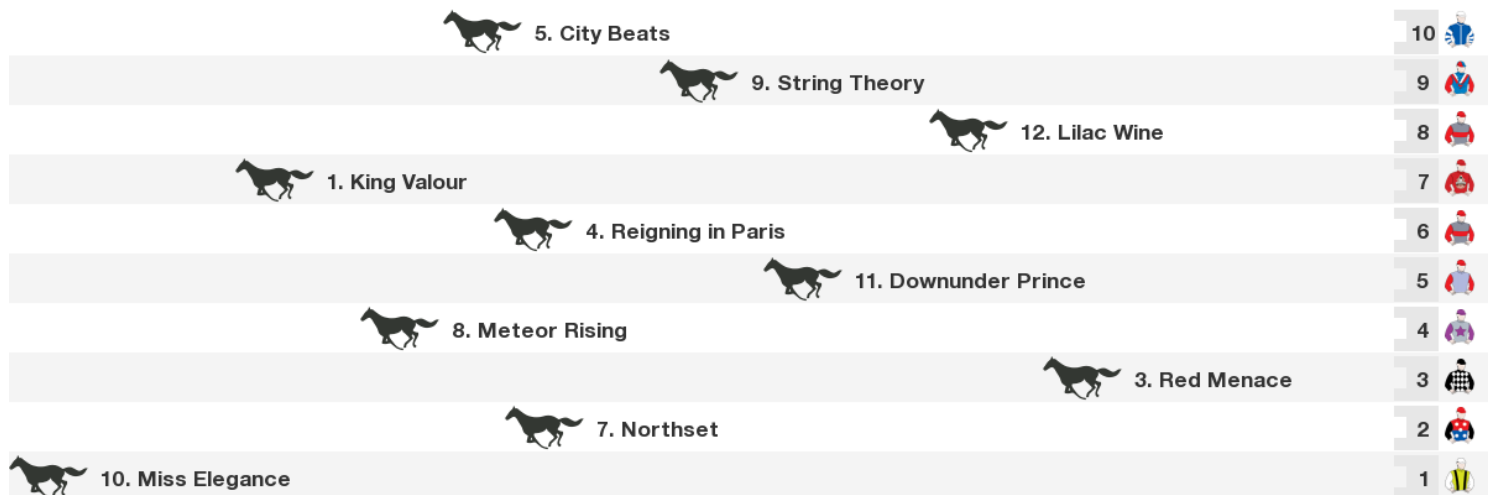 5. City Beats 10
9. String Theory 9
12. Lilac Wine 8
1. King Valour 7
4. Reigning in Paris 6
11. Downunder Prince 5
8. Meteor Rising 4
3. Red Menace 3
7. Northset 2
10. Miss Elegance 1